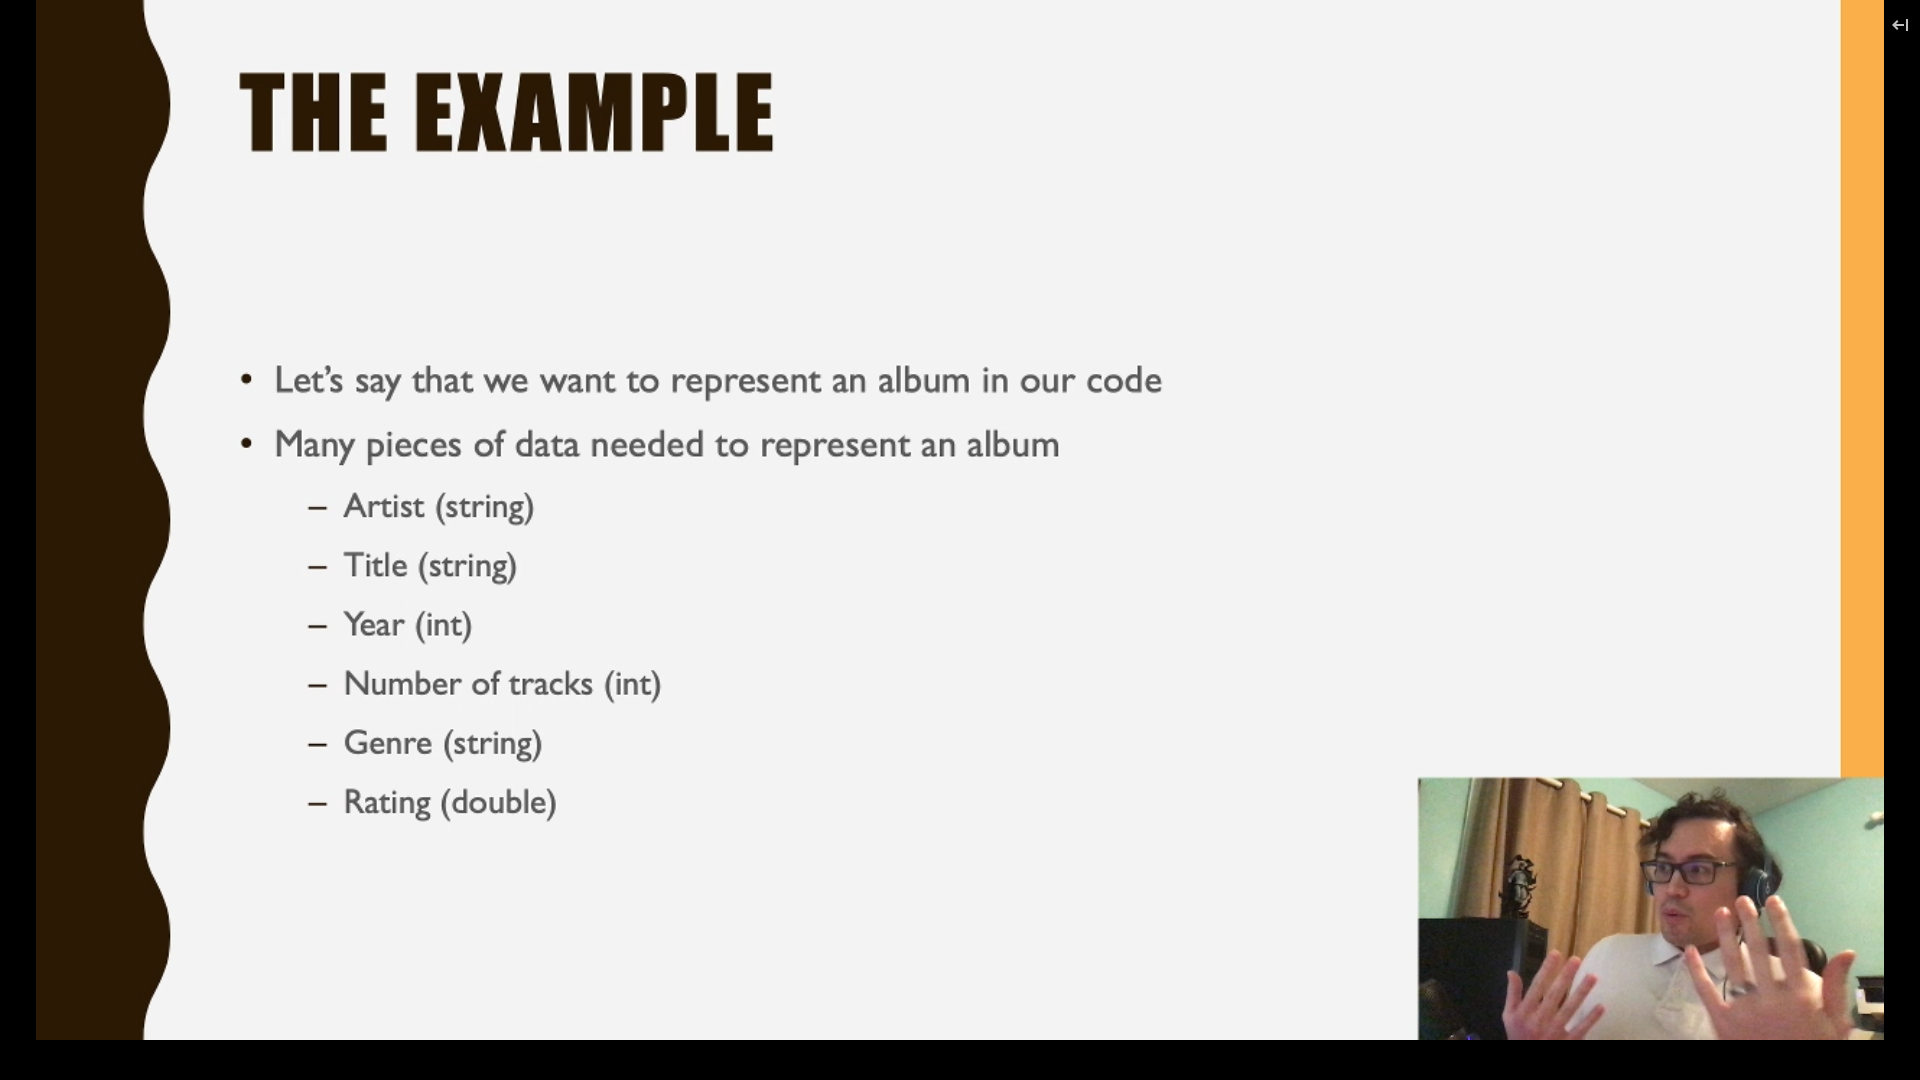 THE EXAMPLE
• Let’s say that we want to represent an album in our code
• Many pieces of data needed to represent an album
– Artist (string)
– Title (string)
– Year (int)
– Number of tracks (int)
– Genre (string)
– Rating (double)